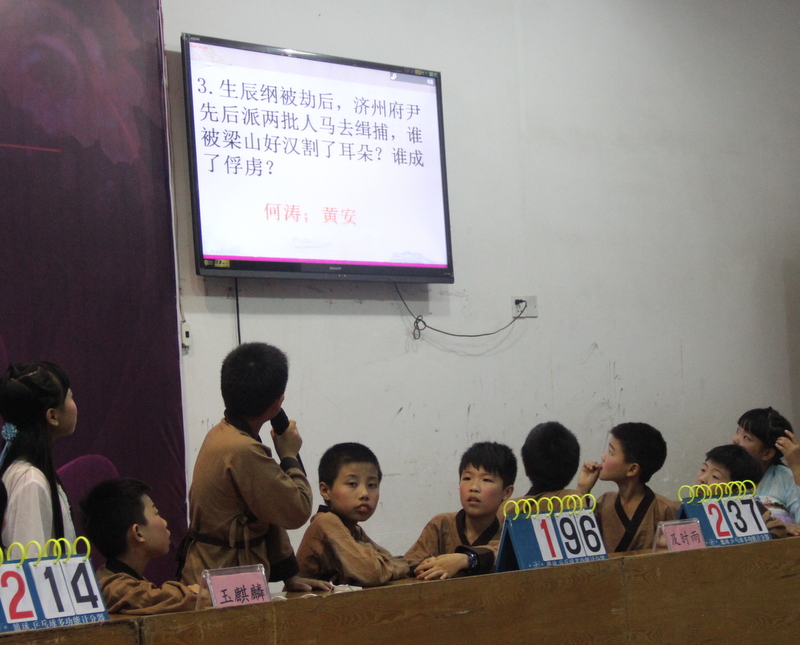 3.生辰纲被劫后，济州府尹
先后派两批人马去缉捕，谁
被梁山好汉割了耳朵？谁成
了俘虏？
何涛；黄安
214
玉麒麟
196
及时雨
237